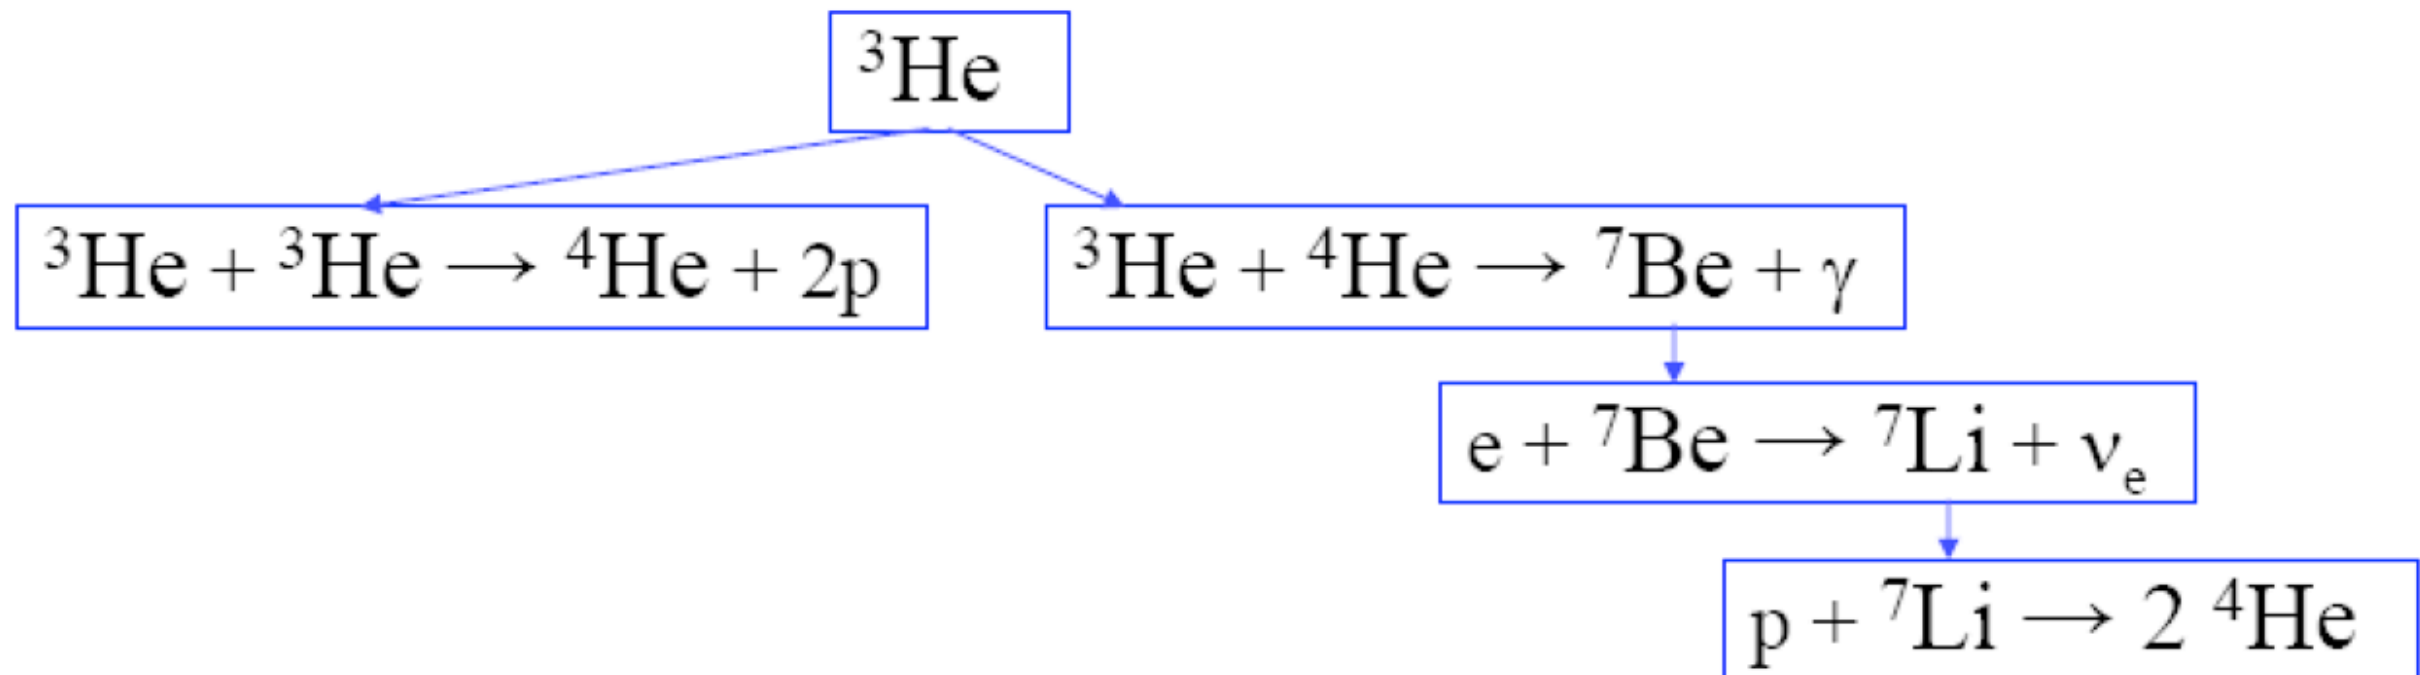 ³He
³He + ³He → ⁴He + 2p
³He + ⁴He → ⁷Be + γ
e + ⁷Be → ⁷Li + νₑ
p + ⁷Li → 2 ⁴He